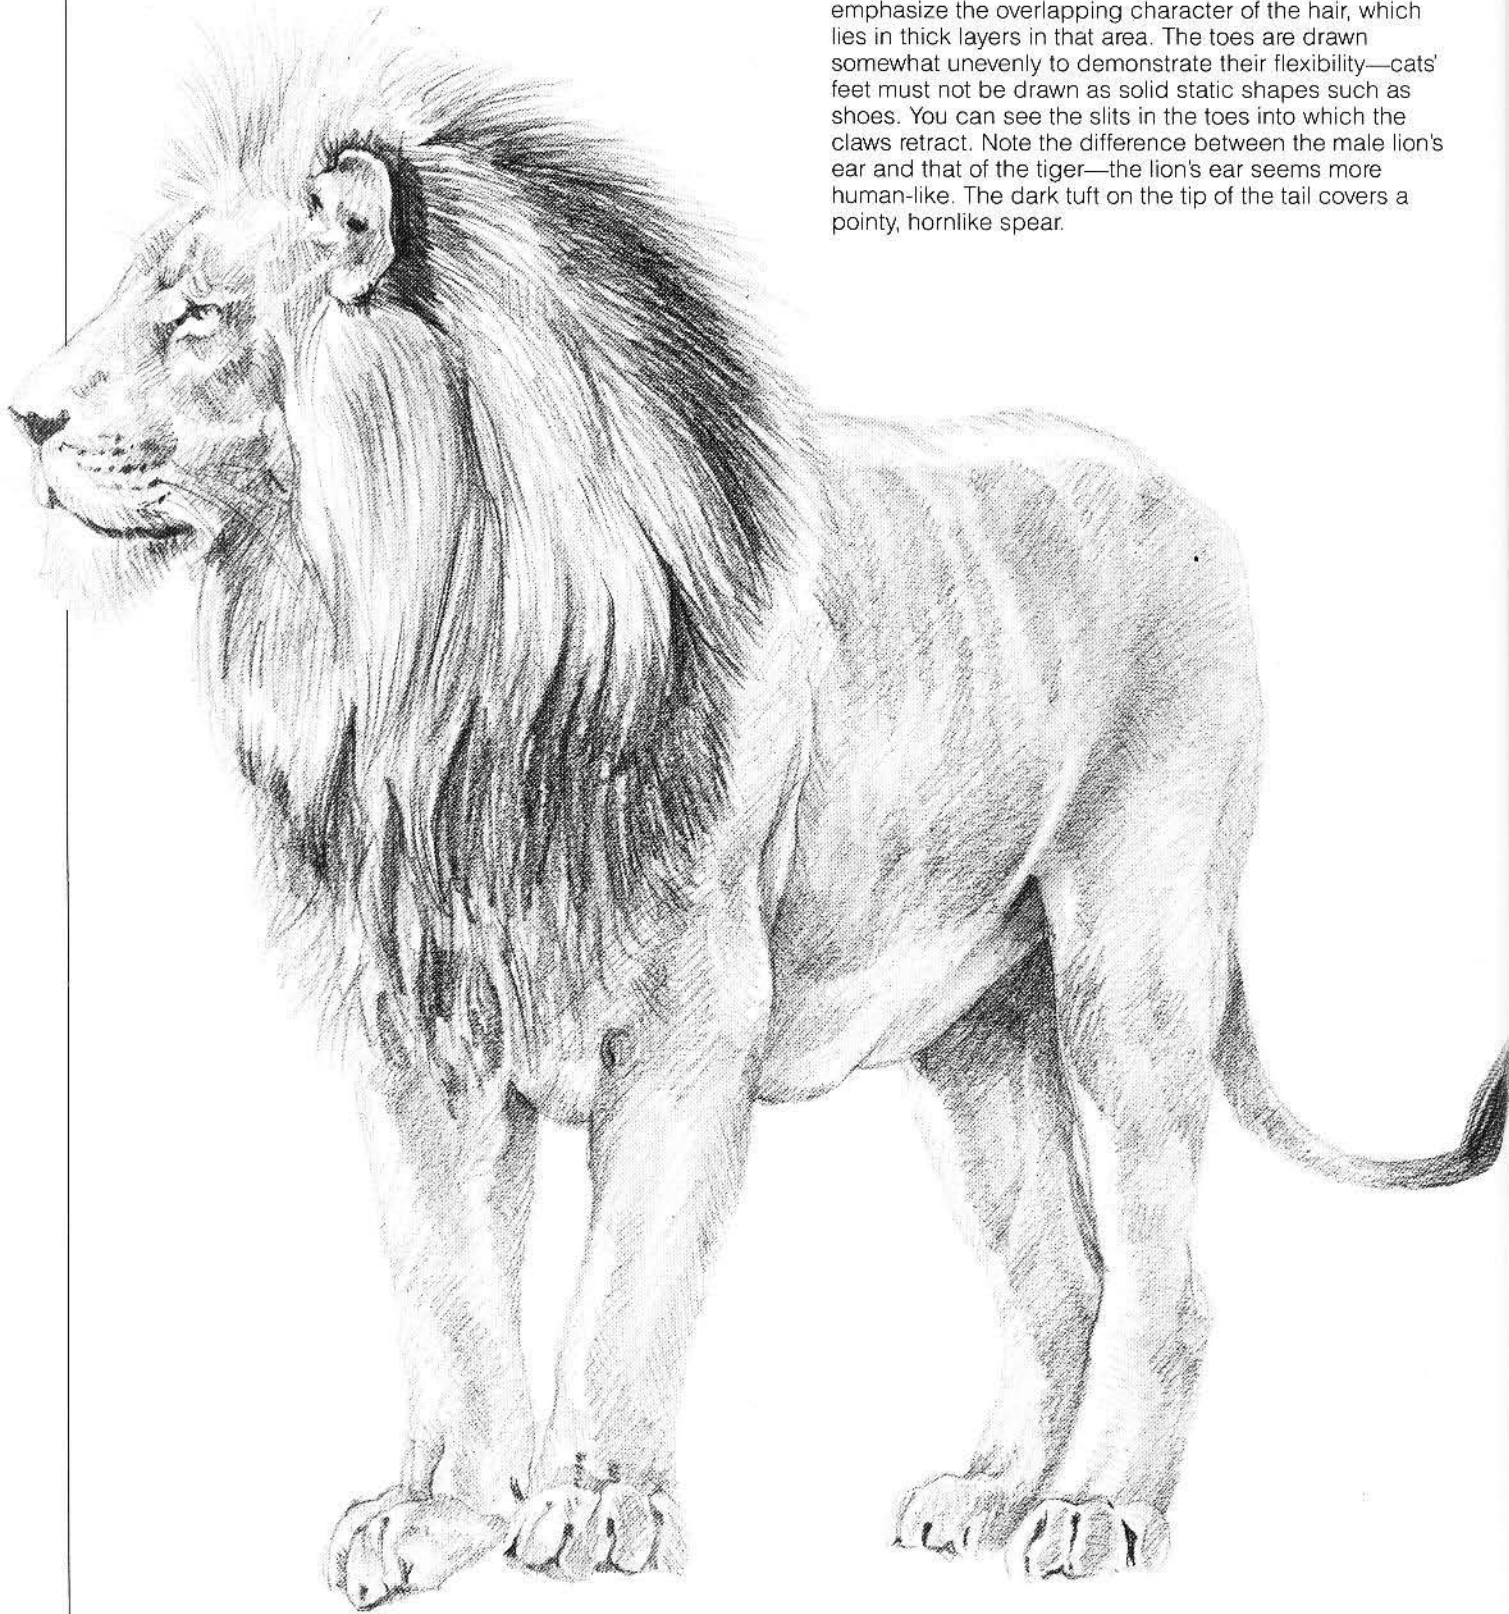 emphasize the overlapping character of the hair, which
lies in thick layers in that area. The toes are drawn
somewhat unevenly to demonstrate their flexibility—cats'
feet must not be drawn as solid static shapes such as
shoes. You can see the slits in the toes into which the
claws retract. Note the difference between the male lion's
ear and that of the tiger—the lion's ear seems more
human-like. The dark tuft on the tip of the tail covers a
pointy, hornlike spear.